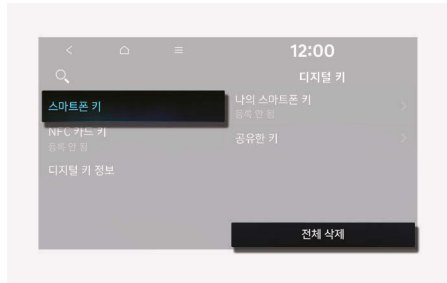 12:00
디지털 키
스마트폰 키
나의 스마트폰 키
등록 안 됨
NFC 카드 키
등록 안 됨
공유한 키
디지털 키 정보
전체 삭제